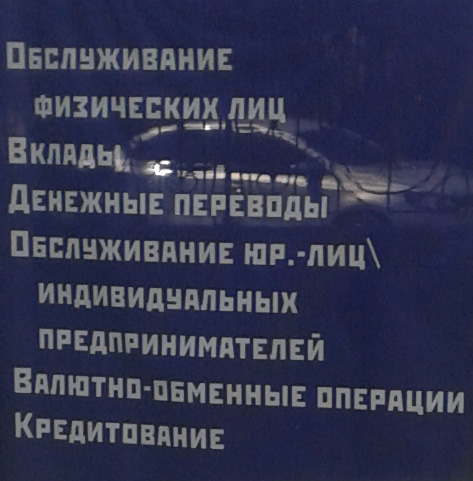 Обслуживание
физических лиц
Вклады
Денежные переводы
Обслуживание юр.-лиц\
индивидуальных
предпринимателей
Валютно-обменные операции
Кредитование